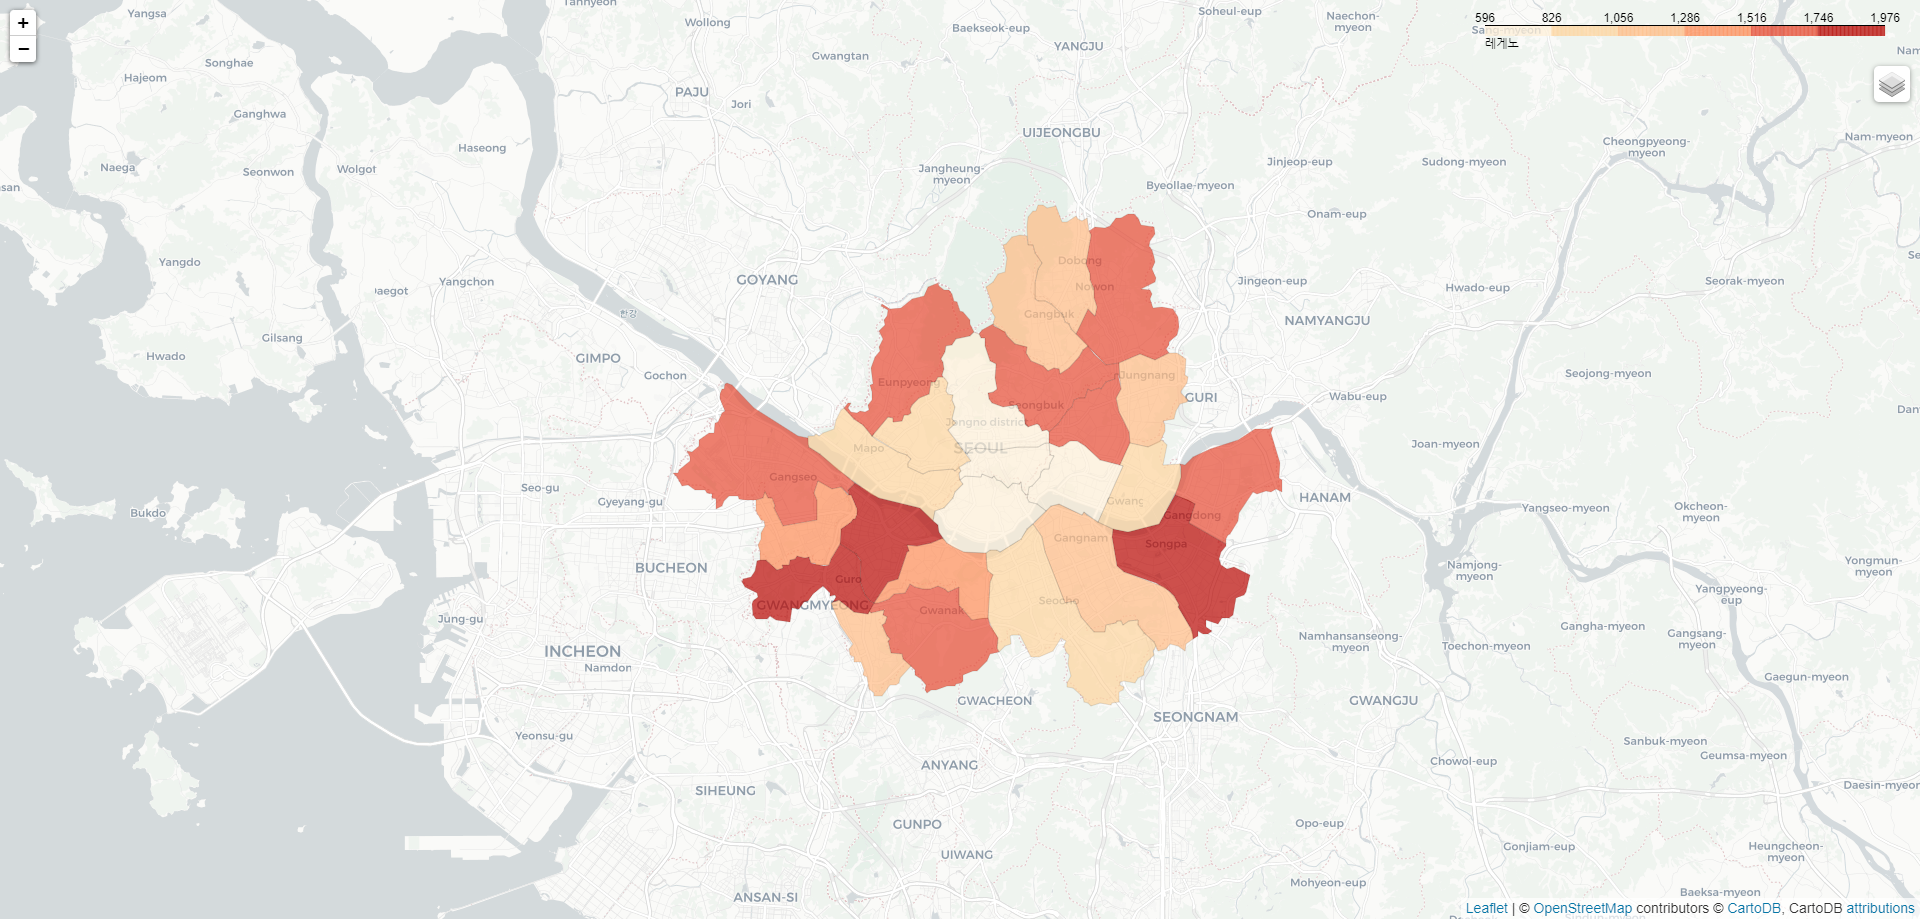 +
−
596 826 1,056 1,286 1,516 1,746 1,976
레게노
Yangsa
Tannyeon
Wollong
Baekseok-eup
Soheul-eup
Naechon-
myeon
Sang-myeon
YANGJU
Gwangtan
Songhae
Hajeom
PAJU
Jori
Ganghwa
UIJEONGBU
Cheongpyeong-
myeon
Nam-myeon
Haseong
Naega
Seonwon
Wolgot
Jangheung-
myeon
Jinjeop-eup
Sudong-myeon
Byeollae-myeon
Onam-eup
Yangdo
Yangchon
GOYANG
Dobong
Nowon
Jingeon-eup
Hwado-eup
Seorak-myeon
한강
Gangbuk
NAMYANGJU
Gilsang
Hwado
GIMPO
Gochon
Eunpyeong
Jungnang
Seojong-myeon
GURI
Wabu-eup
Seongbuk
Jongno district
SEOUL
Mapo
Joan-myeon
Gangseo
Seo-gu
Gyeyang-gu
Gwang
HANAM
Bukdo
Gangdong
Yangseo-myeon
Okcheon-
myeon
Gangnam
Songpa
BUCHEON
Guro
Namjong-
myeon
Yongmun-
myeon
Yangpyeong-
eup
GWANGMYEONG
Gwanak
Seocho
Jung-gu
Gangha-myeon
Gangsang-
myeon
Namhansanseong-
myeon
Toechon-myeon
INCHEON
Namdon
Gaegun-myeon
GWACHEON
GWANGJU
SEONGNAM
Yeonsu-gu
Sanbuk-myeon
Geumsa-myeon
ANYANG
Chowol-eup
SIHEUNG
Daesin-myeon
GUNPO
Opo-eup
UIWANG
Gonjiam-eup
Heungcheon-
myeon
Mohyeon-eup
ANSAN-SI
Baeksa-myeon
Leaflet | © OpenStreetMap contributors © CartoDB, CartoDB attributions